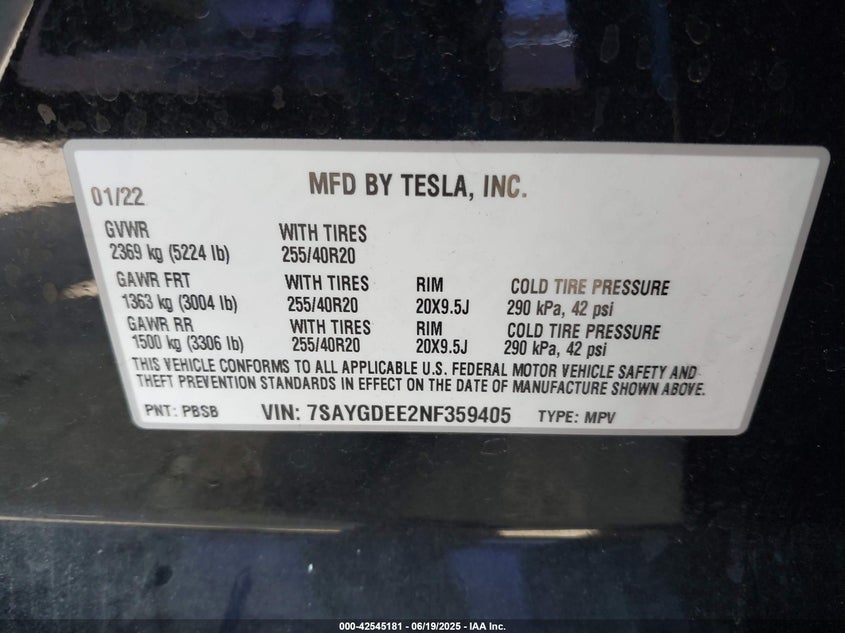 01/22 MFD BY TESLA, INC.
GVWR WITH TIRES
2369 kg (5224 lb) 255/40R20
GAWR FRT WITH TIRES RIM COLD TIRE PRESSURE
1363 kg (3004 lb) 255/40R20 20X9.5J 290 kPa, 42 psi
GAWR RR WITH TIRES RIM COLD TIRE PRESSURE
1500 kg (3306 lb) 255/40R20 20X9.5J 290 kPa, 42 psi
THIS VEHICLE CONFORMS TO ALL APPLICABLE U.S. FEDERAL MOTOR VEHICLE SAFETY AND
THEFT PREVENTION STANDARDS IN EFFECT ON THE DATE OF MANUFACTURE SHOWN ABOVE.
PNT: PBSB VIN: 7SAYGDEE2NF359405 TYPE: MPV
000-42545181 - 06/19/2025 - IAA Inc.